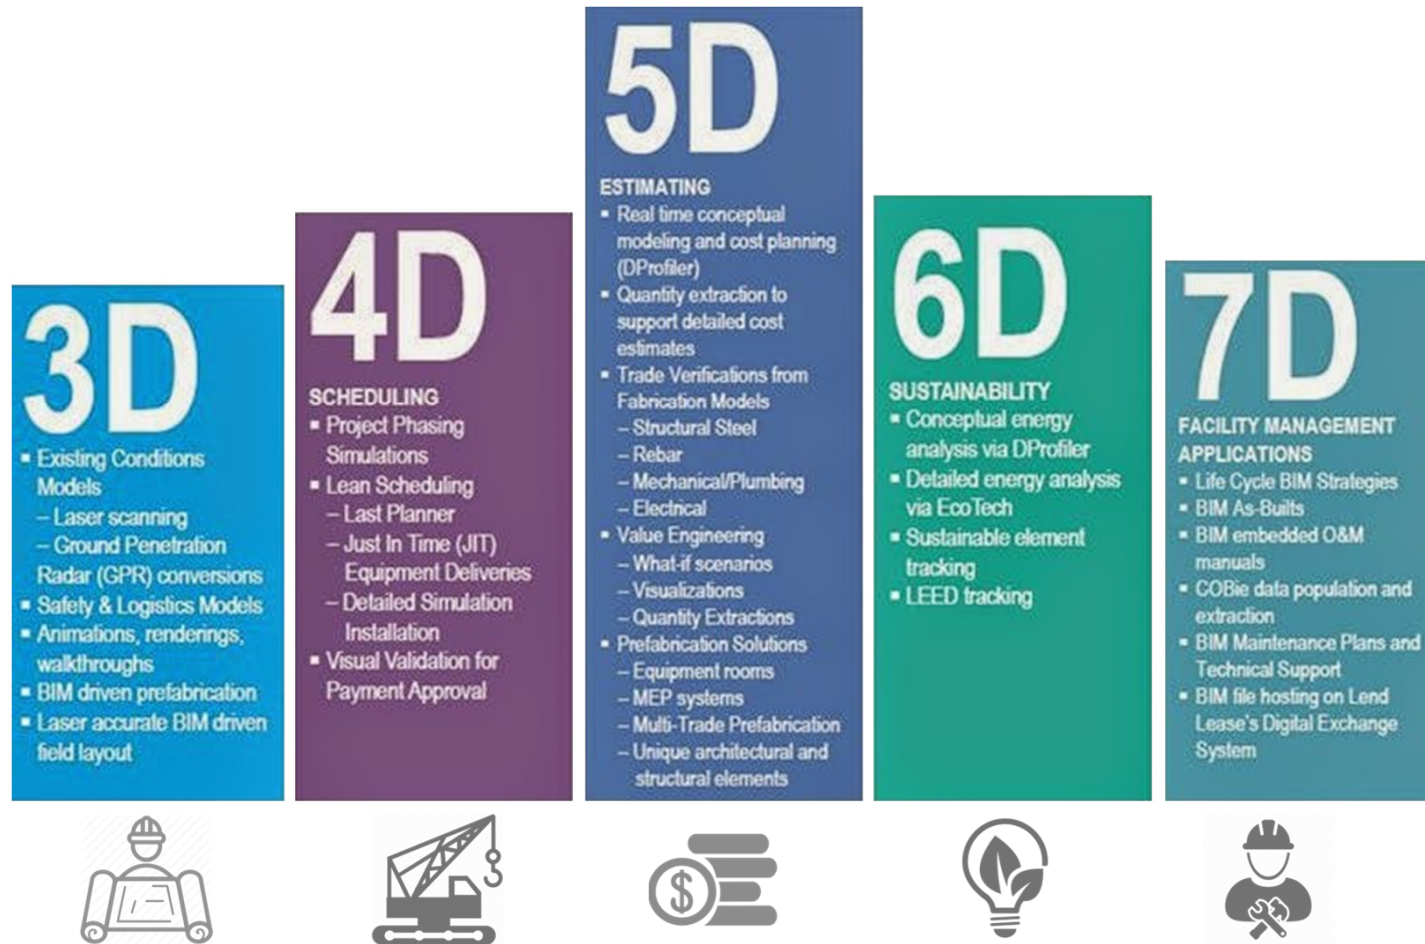 3D
▪ Existing Conditions
Models
– Laser scanning
– Ground Penetration
Radar (GPR) conversions
▪ Safety & Logistics Models
▪ Animations, renderings,
walkthroughs
▪ BIM driven prefabrication
▪ Laser accurate BIM driven
field layout
4D
SCHEDULING
▪ Project Phasing
Simulations
▪ Lean Scheduling
– Last Planner
– Just In Time (JIT)
Equipment Deliveries
– Detailed Simulation
Installation
▪ Visual Validation for
Payment Approval
5D
ESTIMATING
▪ Real time conceptual
modeling and cost planning
(DProfiler)
▪ Quantity extraction to
support detailed cost
estimates
▪ Trade Verifications from
Fabrication Models
– Structural Steel
– Rebar
– Mechanical/Plumbing
– Electrical
▪ Value Engineering
– What-if scenarios
– Visualizations
– Quantity Extractions
▪ Prefabrication Solutions
– Equipment rooms
– MEP systems
– Multi-Trade Prefabrication
– Unique architectural and
structural elements
$
6D
SUSTAINABILITY
▪ Conceptual energy
analysis via DProfiler
▪ Detailed energy analysis
via EcoTech
▪ Sustainable element
tracking
▪ LEED tracking
7D
FACILITY MANAGEMENT
APPLICATIONS
▪ Life Cycle BIM Strategies
▪ BIM As-Builts
▪ BIM embedded O&M
manuals
▪ COBie data population and
extraction
▪ BIM Maintenance Plans and
Technical Support
▪ BIM file hosting on Lend
Lease's Digital Exchange
System